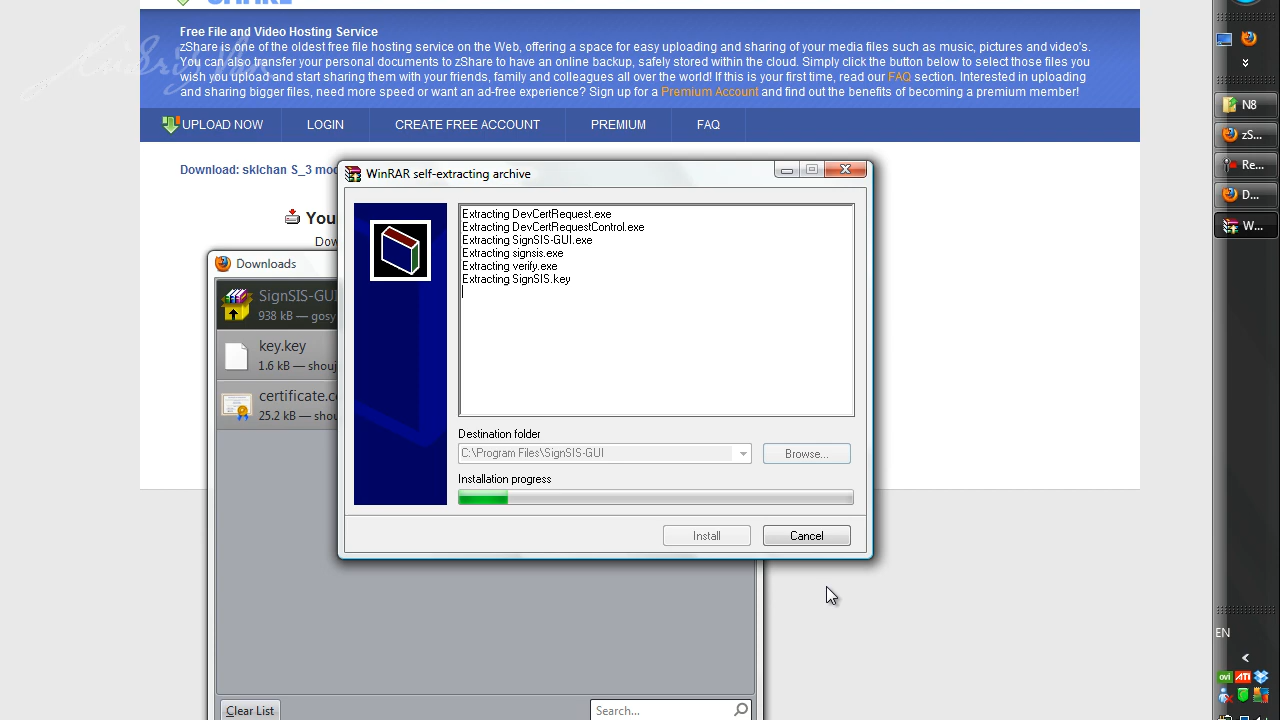 SHARE
Free File and Video Hosting Service
zShare is one of the oldest free file hosting service on the Web, offering a space for easy uploading and sharing of your media files such as music, pictures and video's.
You can also transfer your personal documents to zShare to have an online backup, safely stored within the cloud. Simply click the button below to select those files you
wish you upload and start sharing them with your friends, family and colleagues all over the world! If this is your first time, read our FAQ section. Interested in uploading
and sharing bigger files, need more speed or want an ad-free experience? Sign up for a Premium Account and find out the benefits of becoming a premium member!
UPLOAD NOW
LOGIN
CREATE FREE ACCOUNT
PREMIUM
FAQ
Download: sklchan S_3 mod
You
Dow
Downloads
SignSIS-GUI
938 kB — gosy
key.key
1.6 kB — shouj
certificate.ce
25.2 kB — shou
Clear List
Search...
WinRAR self-extracting archive
Extracting DevCertRequest.exe
Extracting DevCertRequestControl.exe
Extracting SignSIS-GUI.exe
Extracting signsis.exe
Extracting verify.exe
Extracting SignSIS.key
Destination folder
C:\Program Files\SignSIS-GUI
Browse...
Installation progress
Install
Cancel
N8
zS...
Re...
D...
W...
EN
ovi
ATI